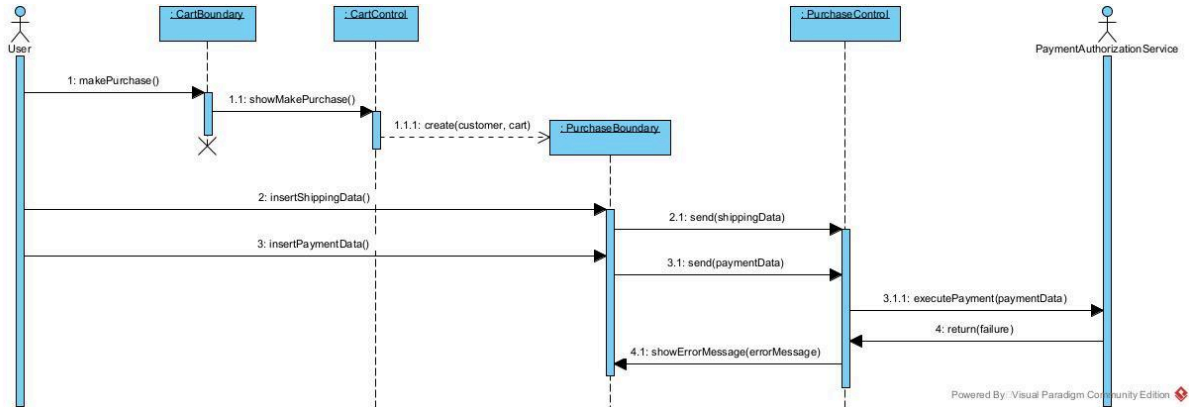 : CartBoundary
: CartControl
: PurchaseControl
User
PaymentAuthorizationService
1: makePurchase()
1.1: showMakePurchase()
1.1.1: create(customer, cart)
: PurchaseBoundary
2: insertShippingData()
2.1: send(shippingData)
3: insertPaymentData()
3.1: send(paymentData)
3.1.1: executePayment(paymentData)
4: return(failure)
4.1: showErrorMessage(errorMessage)
Powered By Visual Paradigm Community Edition